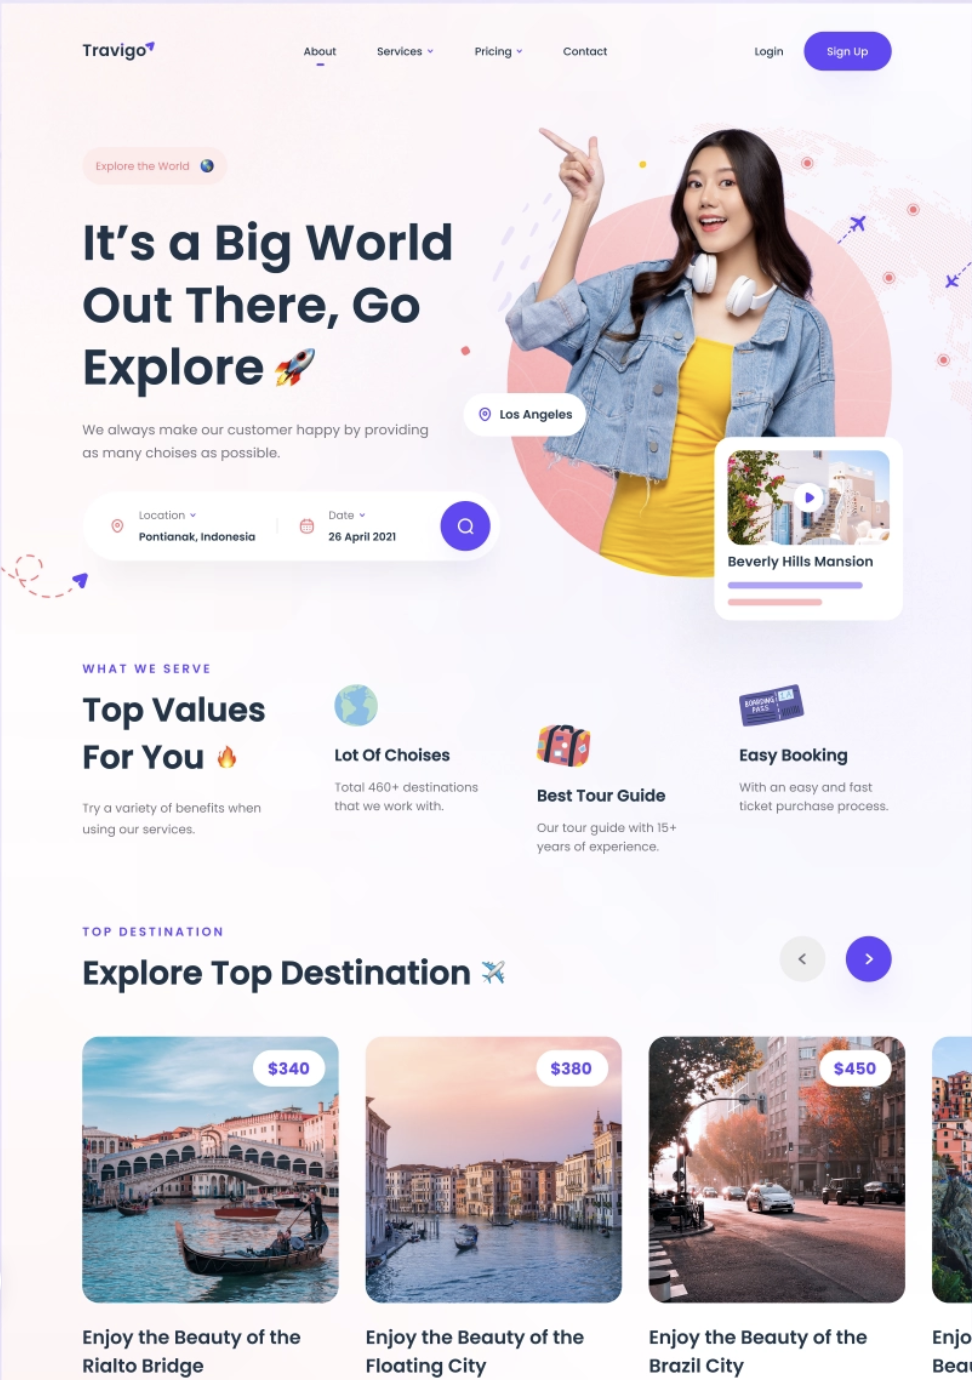 Travigo
About
Services
Pricing
Contact
Login
Sign Up
Explore the World
It's a Big World
Out There, Go
Explore
We always make our customer happy by providing
as many choises as possible.
Los Angeles
Location
Pontianak, Indonesia
Date
26 April 2021
Beverly Hills Mansion
WHAT WE SERVE
Top Values
For You
Try a variety of benefits when
using our services.
Lot Of Choises
Total 460+ destinations
that we work with.
Best Tour Guide
Our tour guide with 15+
years of experience.
BOARDING
PASS
Easy Booking
With an easy and fast
ticket purchase process.
TOP DESTINATION
Explore Top Destination
$340
$380
$450
Enjoy the Beauty of the
Rialto Bridge
Enjoy the Beauty of the
Floating City
Enjoy the Beauty of the
Brazil City
Enjo
Beau